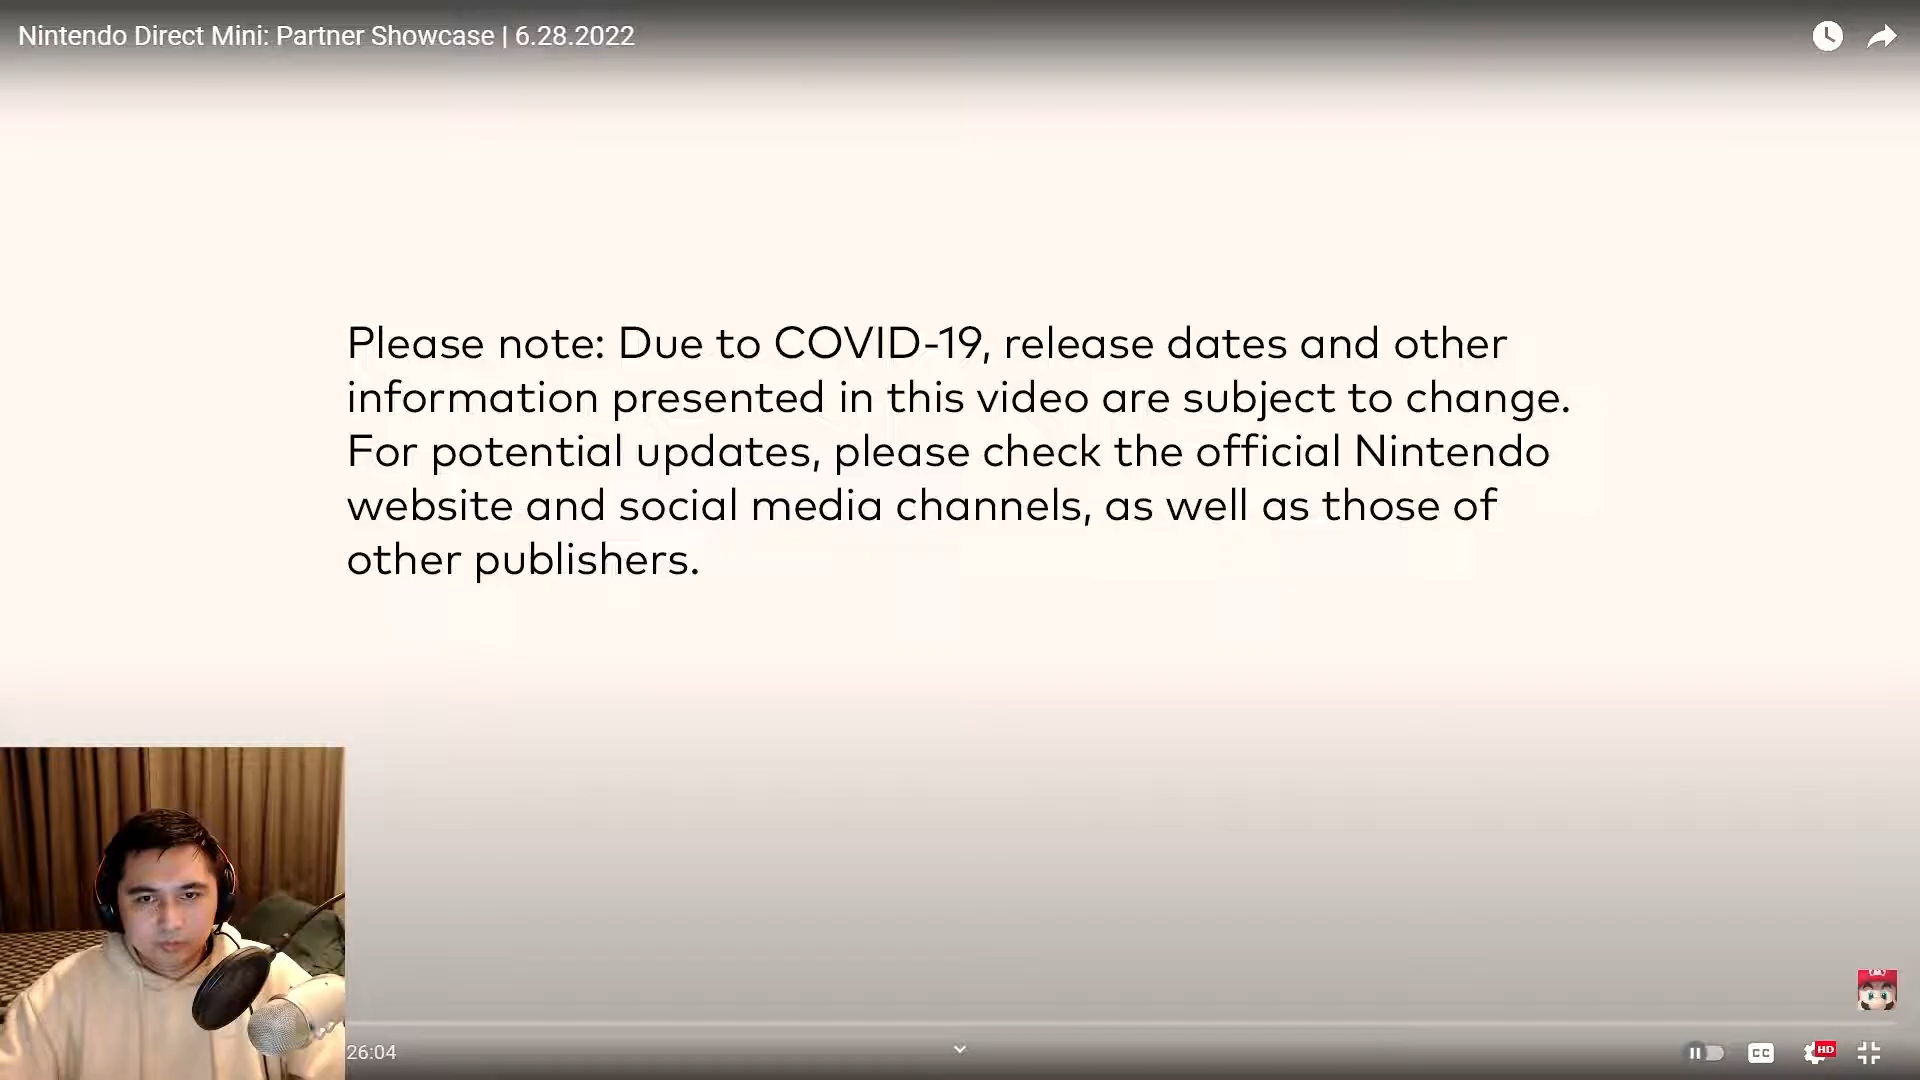 Nintendo Direct Mini: Partner Showcase | 6.28.2022
Please note: Due to COVID-19, release dates and other
information presented in this video are subject to change.
For potential updates, please check the official Nintendo
website and social media channels, as well as those of
other publishers.
26:04
CC
HD